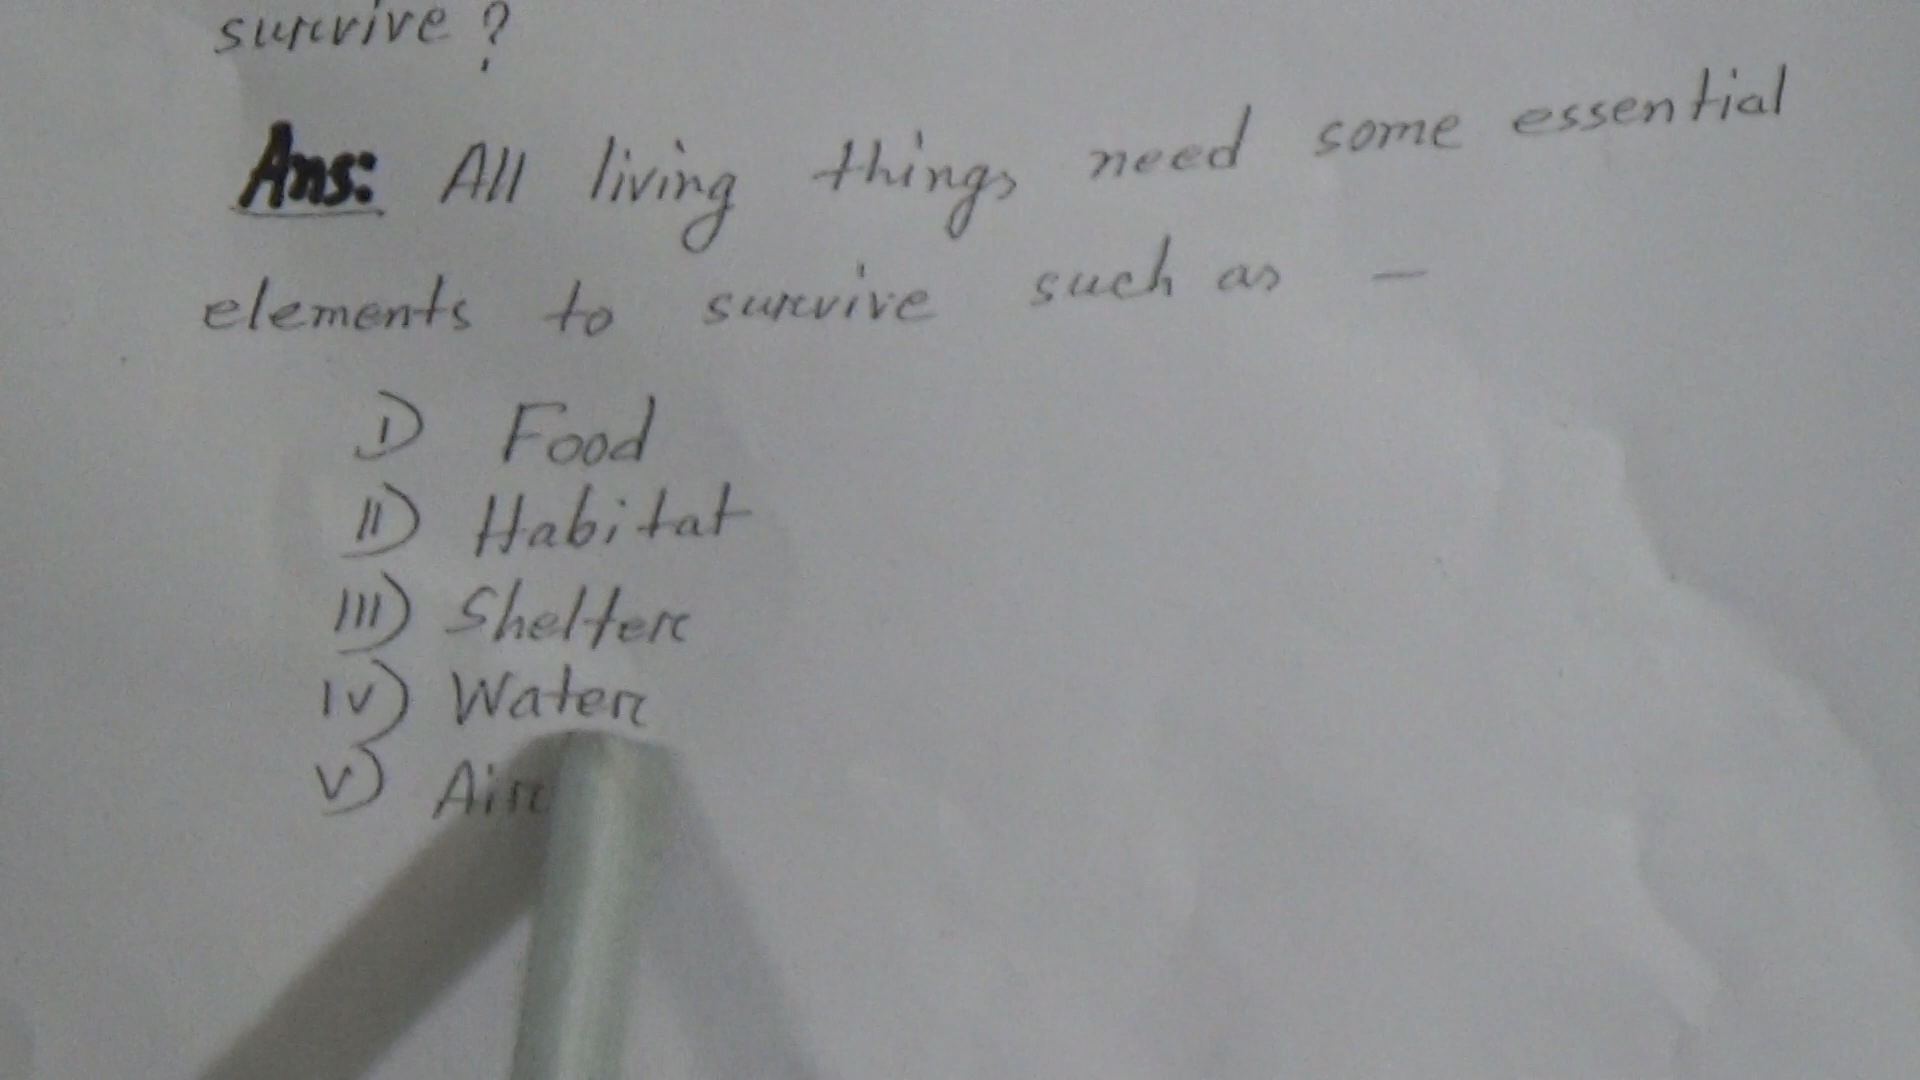 survive?
Ans: All living things need some essential
elements to survive such as –
I) Food
II) Habitat
III) Shelter
IV) Water
V) Air